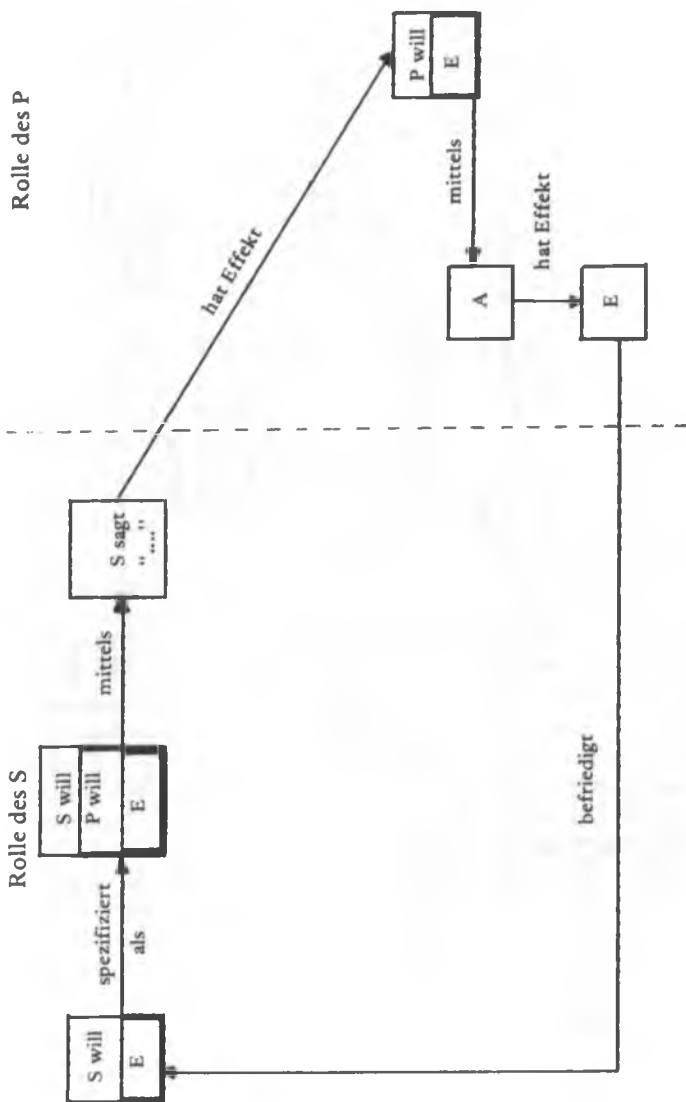 Rolle des S
Rolle des P
S will
E
spezifiziert
als
S will
P will
E
mittels
S sagt
“....”
hat Effekt
P will
E
mittels
A
hat Effekt
E
befriedigt